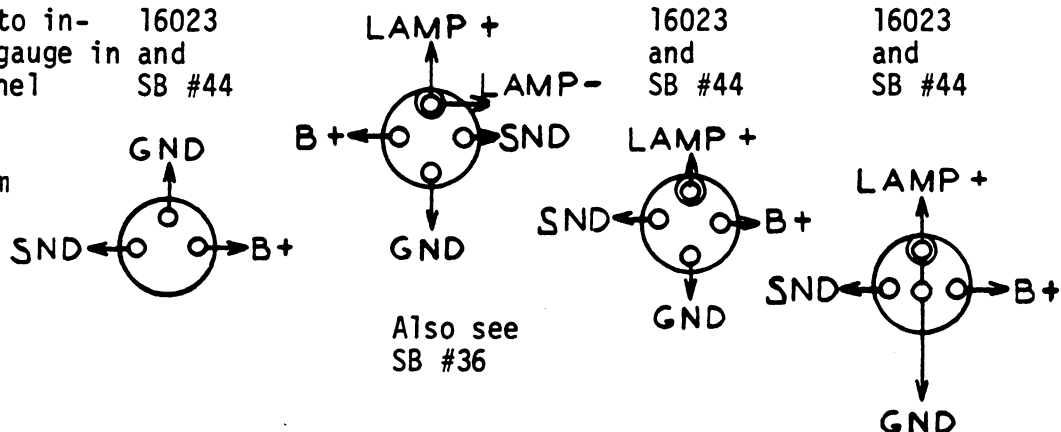 to in-
gauge in
nel
n
16023
and
SB #44
GND
SND
B+
LAMP +
LAMP-
B+
SND
GND
Also see
SB #36
16023
and
SB #44
LAMP +
SND
B+
GND
16023
and
SB #44
LAMP +
SND
B+
GND